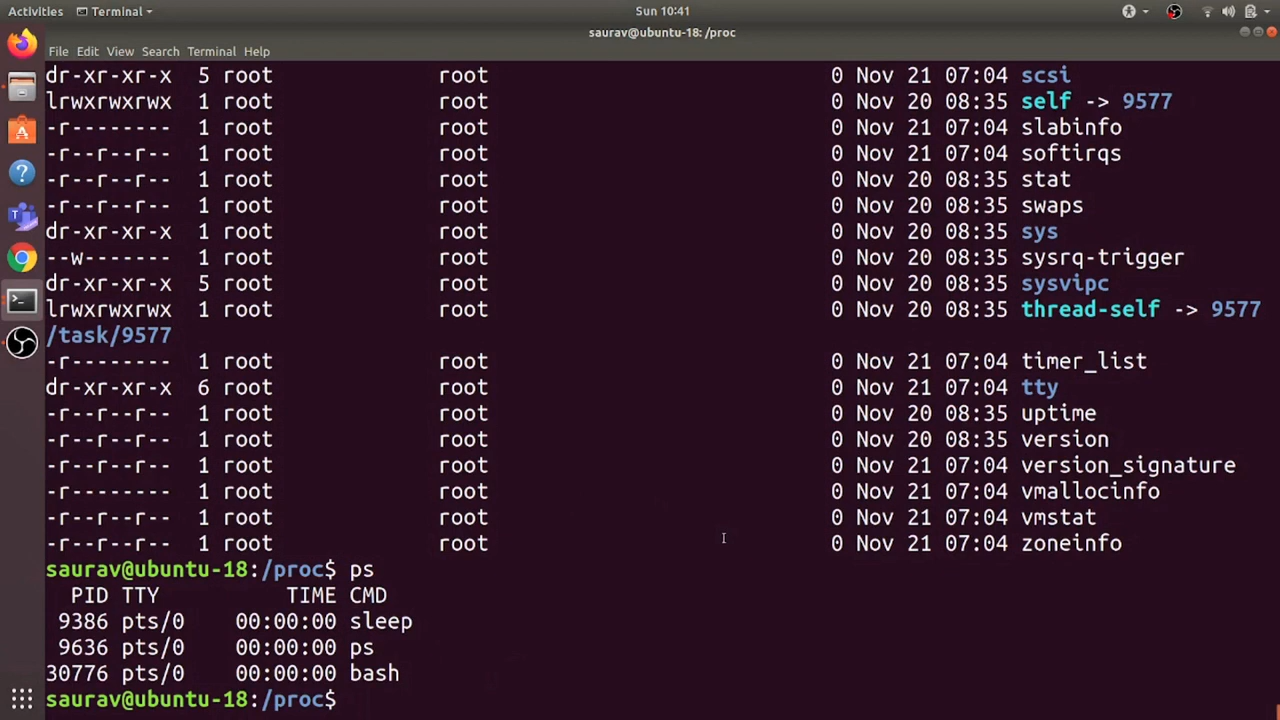 Activities Terminal Sun 10:41
saurav@ubuntu-18: /proc
File Edit View Search Terminal Help
dr-xr-xr-x 5 root root 0 Nov 21 07:04 scsi
lrwxrwxrwx 1 root root 0 Nov 20 08:35 self -> 9577
-r-------- 1 root root 0 Nov 21 07:04 slabinfo
-r--r--r-- 1 root root 0 Nov 21 07:04 softirqs
-r--r--r-- 1 root root 0 Nov 20 08:35 stat
-r--r--r-- 1 root root 0 Nov 20 08:35 swaps
dr-xr-xr-x 1 root root 0 Nov 20 08:35 sys
--w------- 1 root root 0 Nov 20 08:35 sysrq-trigger
dr-xr-xr-x 5 root root 0 Nov 20 08:35 sysvipc
lrwxrwxrwx 1 root root 0 Nov 20 08:35 thread-self -> 9577
/task/9577
-r-------- 1 root root 0 Nov 21 07:04 timer_list
dr-xr-xr-x 6 root root 0 Nov 21 07:04 tty
-r--r--r-- 1 root root 0 Nov 20 08:35 uptime
-r--r--r-- 1 root root 0 Nov 20 08:35 version
-r--r--r-- 1 root root 0 Nov 21 07:04 version_signature
-r-------- 1 root root 0 Nov 21 07:04 vmallocinfo
-r--r--r-- 1 root root 0 Nov 21 07:04 vmstat
-r--r--r-- 1 root root 0 Nov 21 07:04 zoneinfo
saurav@ubuntu-18:/proc$ ps
PID TTY TIME CMD
9386 pts/0 00:00:00 sleep
9636 pts/0 00:00:00 ps
30776 pts/0 00:00:00 bash
saurav@ubuntu-18:/proc$